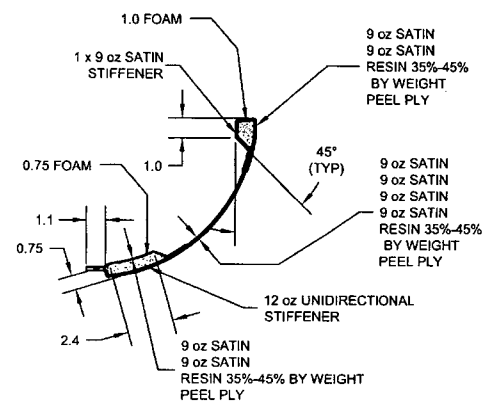 1.0 FOAM
1 x 9 oz SATIN
STIFFENER
9 oz SATIN
9 oz SATIN
RESIN 35%-45%
BY WEIGHT
PEEL PLY
1.0
45°
(TYP)
0.75 FOAM
1.1
0.75
9 oz SATIN
9 oz SATIN
9 oz SATIN
9 oz SATIN
RESIN 35%-45%
BY WEIGHT
PEEL PLY
12 oz UNIDIRECTIONAL
STIFFENER
2.4
9 oz SATIN
9 oz SATIN
RESIN 35%-45% BY WEIGHT
PEEL PLY